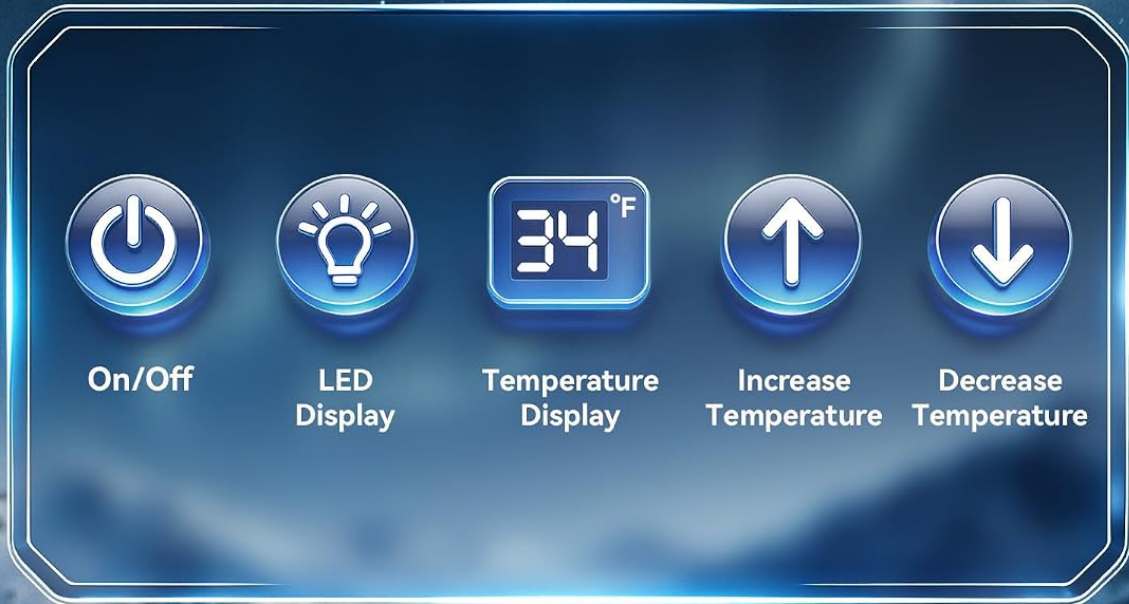 34 °F
On/Off
LED
Display
Temperature
Display
Increase
Temperature
Decrease
Temperature